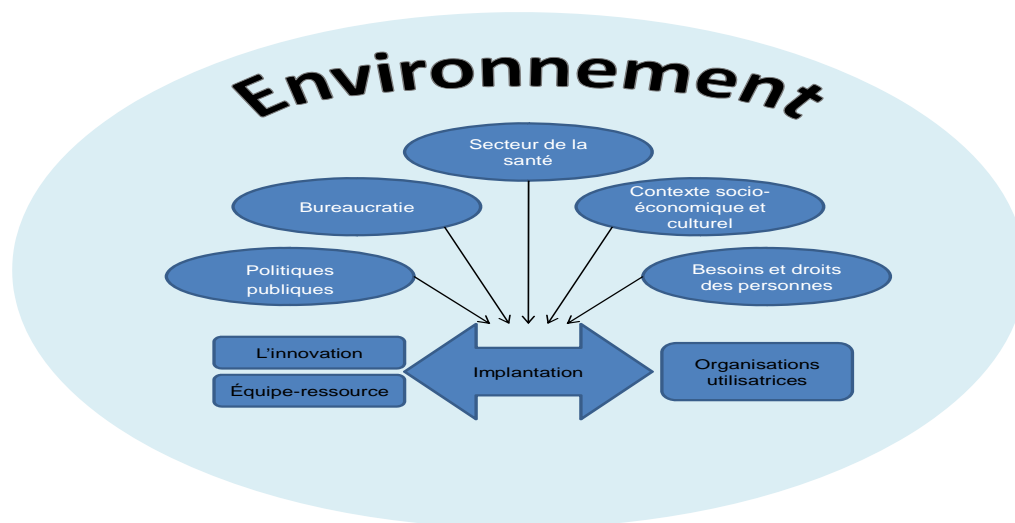 Environnement
Secteur de la
santé
Bureaucratie
Contexte socio-
économique et
culturel
Politiques
publiques
Besoins et droits
des personnes
L'innovation
Équipe-ressource
Implantation
Organisations
utilisatrices